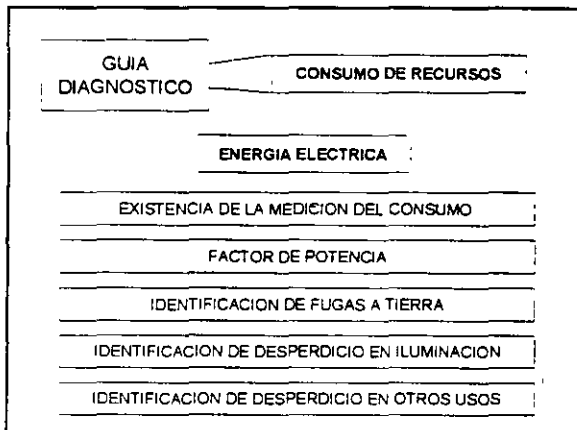 GUIA
DIAGNOSTICO
CONSUMO DE RECURSOS
ENERGIA ELECTRICA
EXISTENCIA DE LA MEDICION DEL CONSUMO
FACTOR DE POTENCIA
IDENTIFICACION DE FUGAS A TIERRA
IDENTIFICACION DE DESPERDICIO EN ILUMINACION
IDENTIFICACION DE DESPERDICIO EN OTROS USOS